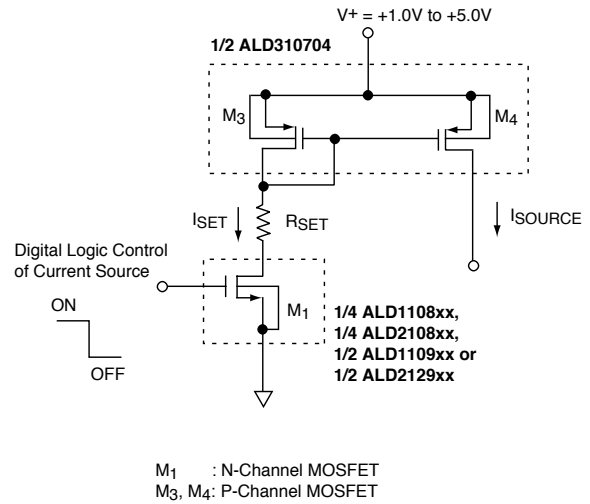 V+ = +1.0V to +5.0V
1/2 ALD310704
M3
M4
ISET
RSET
ISOURCE
Digital Logic Control
of Current Source
ON
OFF
M1
1/4 ALD1108xx,
1/4 ALD2108xx,
1/2 ALD1109xx or
1/2 ALD2129xx
M1 : N-Channel MOSFET
M3, M4: P-Channel MOSFET